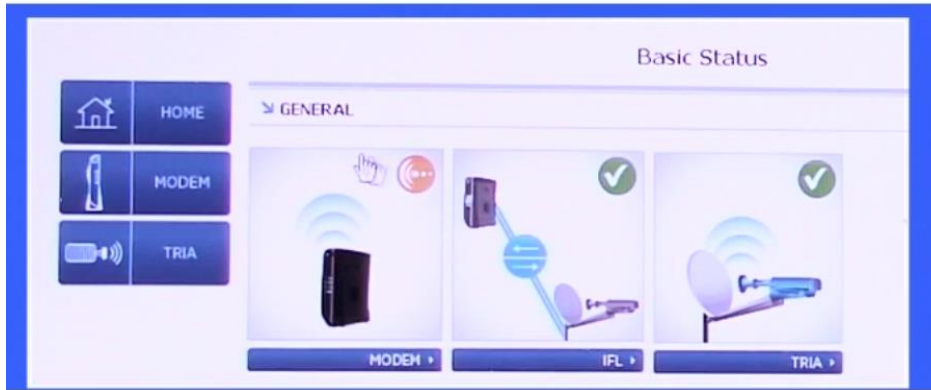 Basic Status
HOME
GENERAL
MODEM
TRIA
MODEM
IFL
TRIA